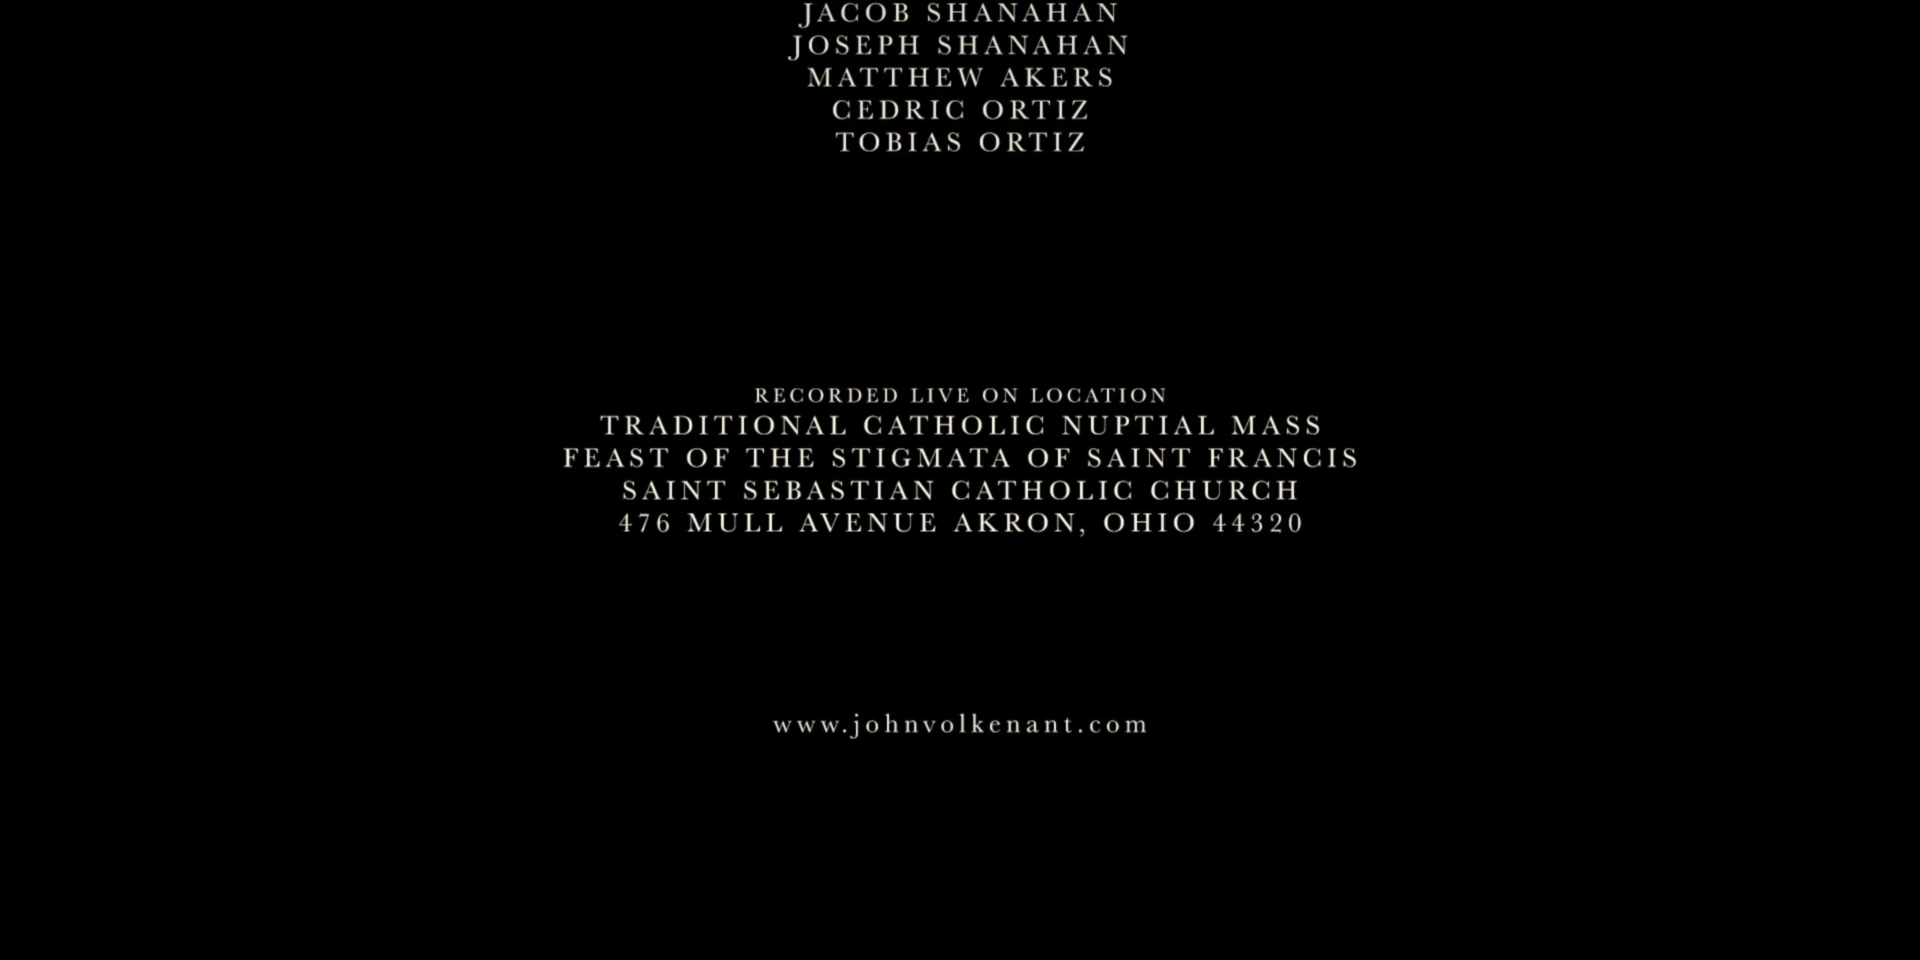 JACOB SHANAHAN
JOSEPH SHANAHAN
MATTHEW AKERS
CEDRIC ORTIZ
TOBIAS ORTIZ
RECORDED LIVE ON LOCATION
TRADITIONAL CATHOLIC NUPTIAL MASS
FEAST OF THE STIGMATA OF SAINT FRANCIS
SAINT SEBASTIAN CATHOLIC CHURCH
476 MULL AVENUE AKRON, OHIO 44320
www.johnvolkenant.com